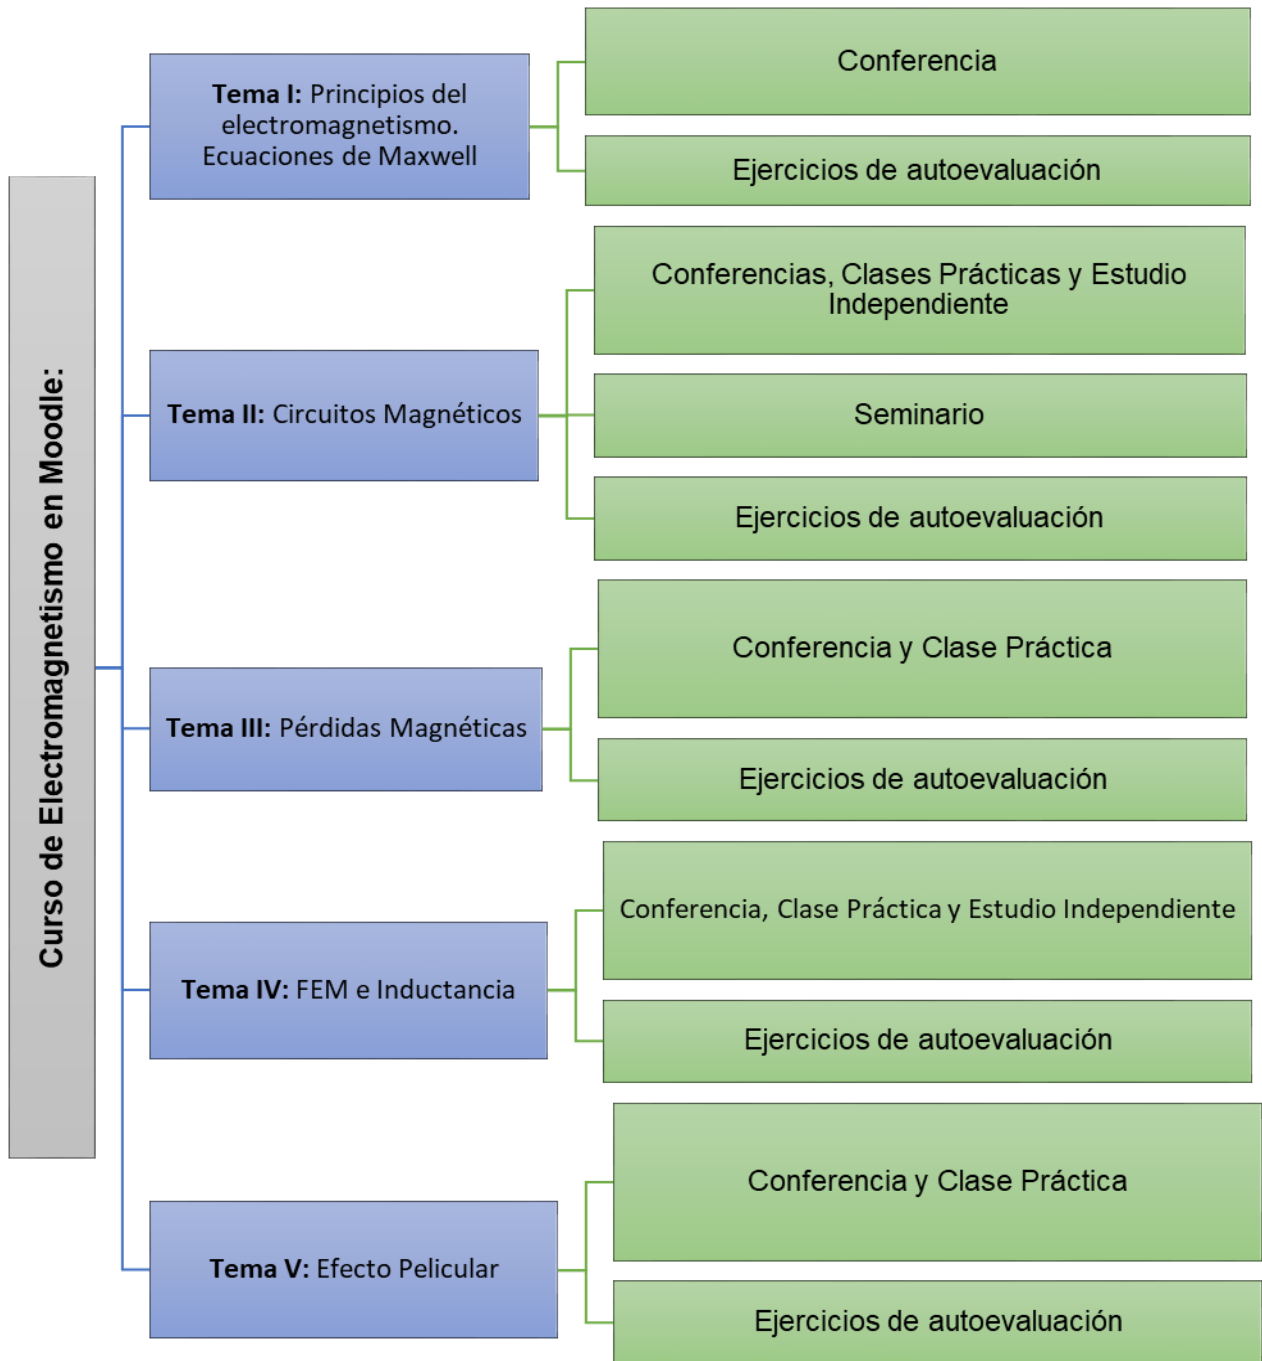 Curso de Electromagnetismo en Moodle:
Tema I: Principios del
electromagnetismo.
Ecuaciones de Maxwell
Conferencia
Ejercicios de autoevaluación
Tema II: Circuitos Magnéticos
Conferencias, Clases Prácticas y Estudio
Independiente
Seminario
Ejercicios de autoevaluación
Tema III: Pérdidas Magnéticas
Conferencia y Clase Práctica
Ejercicios de autoevaluación
Tema IV: FEM e Inductancia
Conferencia, Clase Práctica y Estudio Independiente
Ejercicios de autoevaluación
Tema V: Efecto Pelicular
Conferencia y Clase Práctica
Ejercicios de autoevaluación